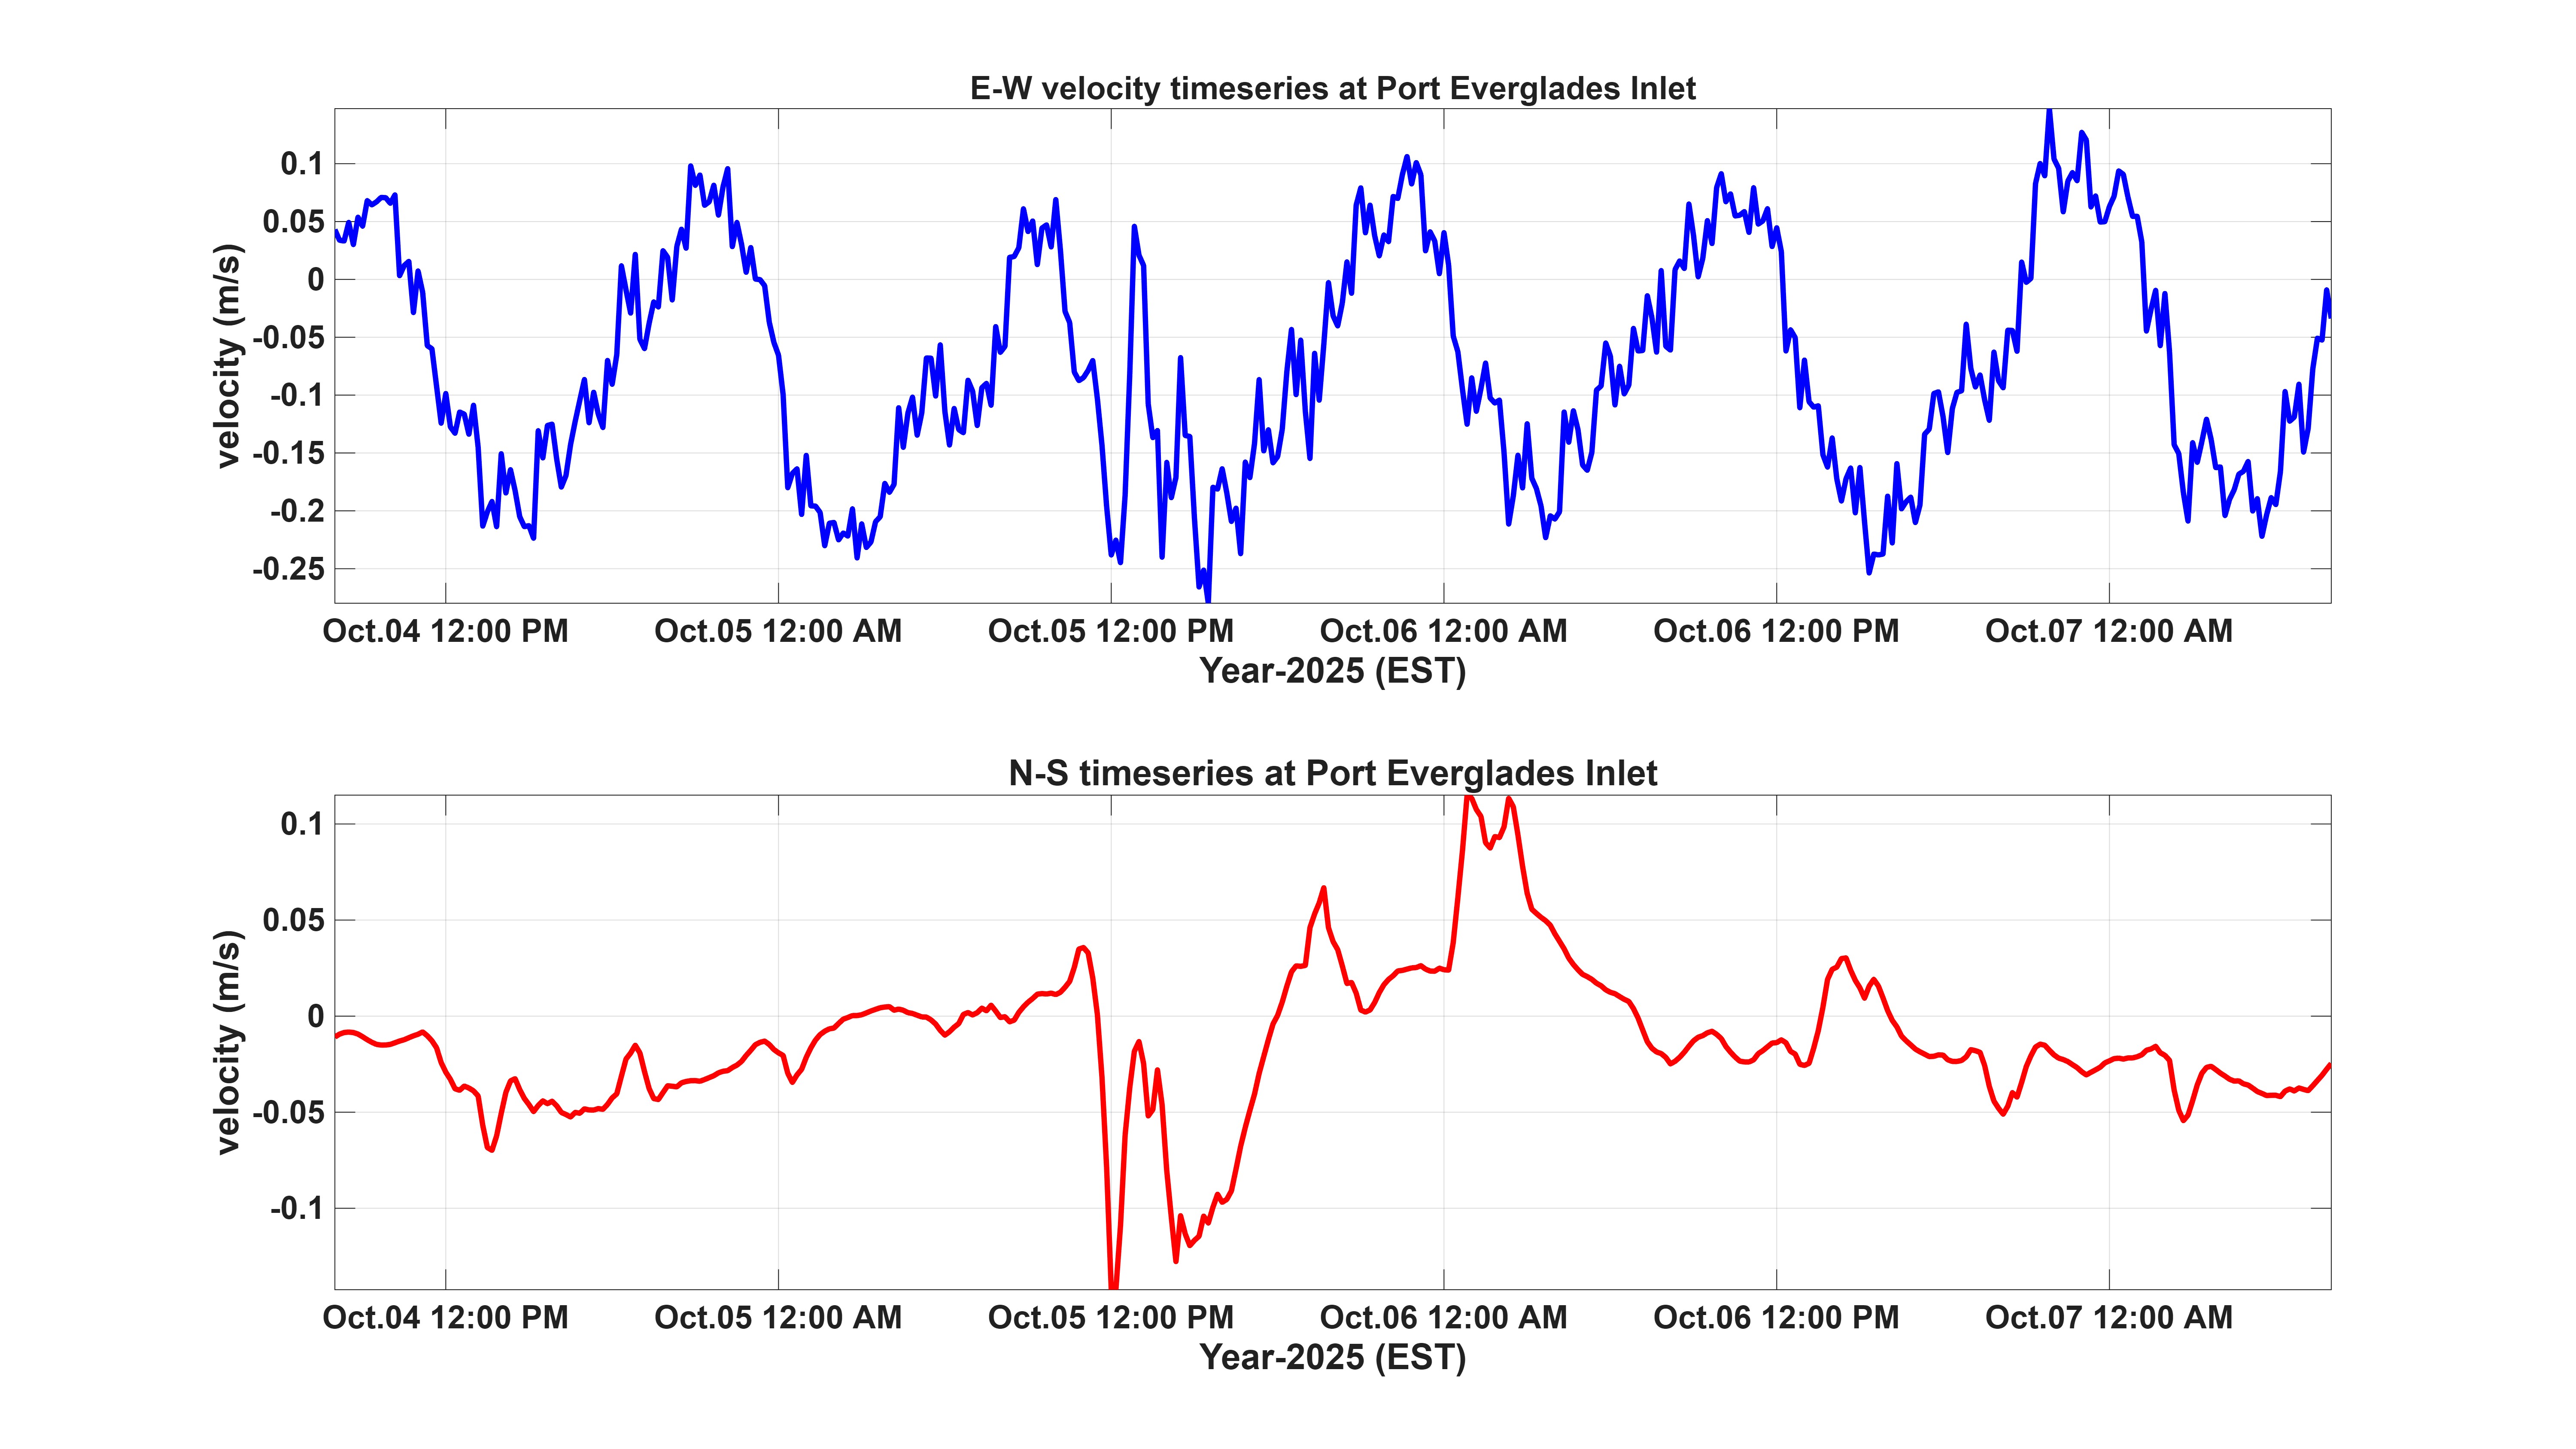 E-W velocity timeseries at Port Everglades Inlet
velocity (m/s)
0.1
0.05
0
-0.05
-0.1
-0.15
-0.2
-0.25
Oct.04 12:00 PM Oct.05 12:00 AM Oct.05 12:00 PM Oct.06 12:00 AM Oct.06 12:00 PM Oct.07 12:00 AM
Year-2025 (EST)
N-S timeseries at Port Everglades Inlet
velocity (m/s)
0.1
0.05
0
-0.05
-0.1
Oct.04 12:00 PM Oct.05 12:00 AM Oct.05 12:00 PM Oct.06 12:00 AM Oct.06 12:00 PM Oct.07 12:00 AM
Year-2025 (EST)